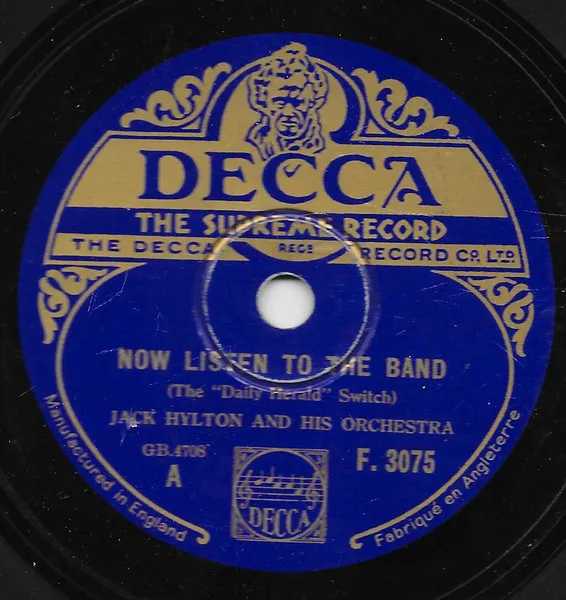 DECCA
THE SUPREME RECORD
THE DECCA REGD RECORD CO, LTD.
NOW LISTEN TO THE BAND
(The "Daily Herald" Switch)
JACK HYLTON AND HIS ORCHESTRA
GB.4708
A
F. 3075
DECCA
Manufactured in England
Fabriqué en Angleterre